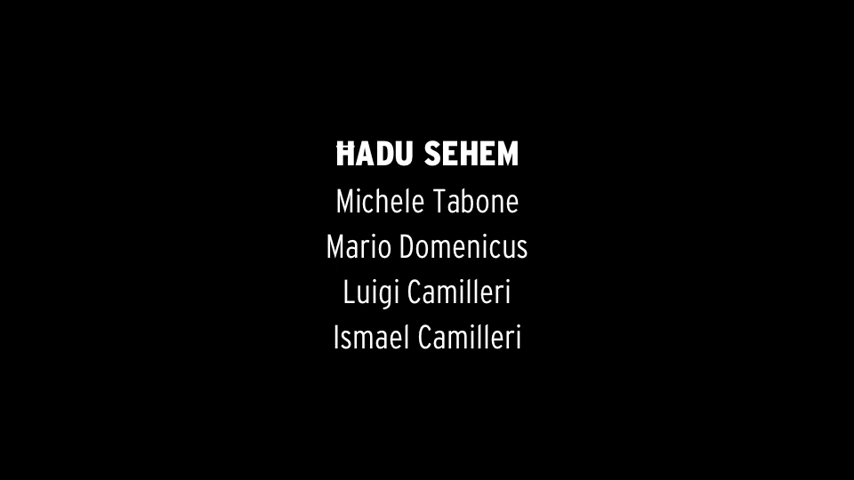 ĦADU SEHEM
Michele Tabone
Mario Domenicus
Luigi Camilleri
Ismael Camilleri